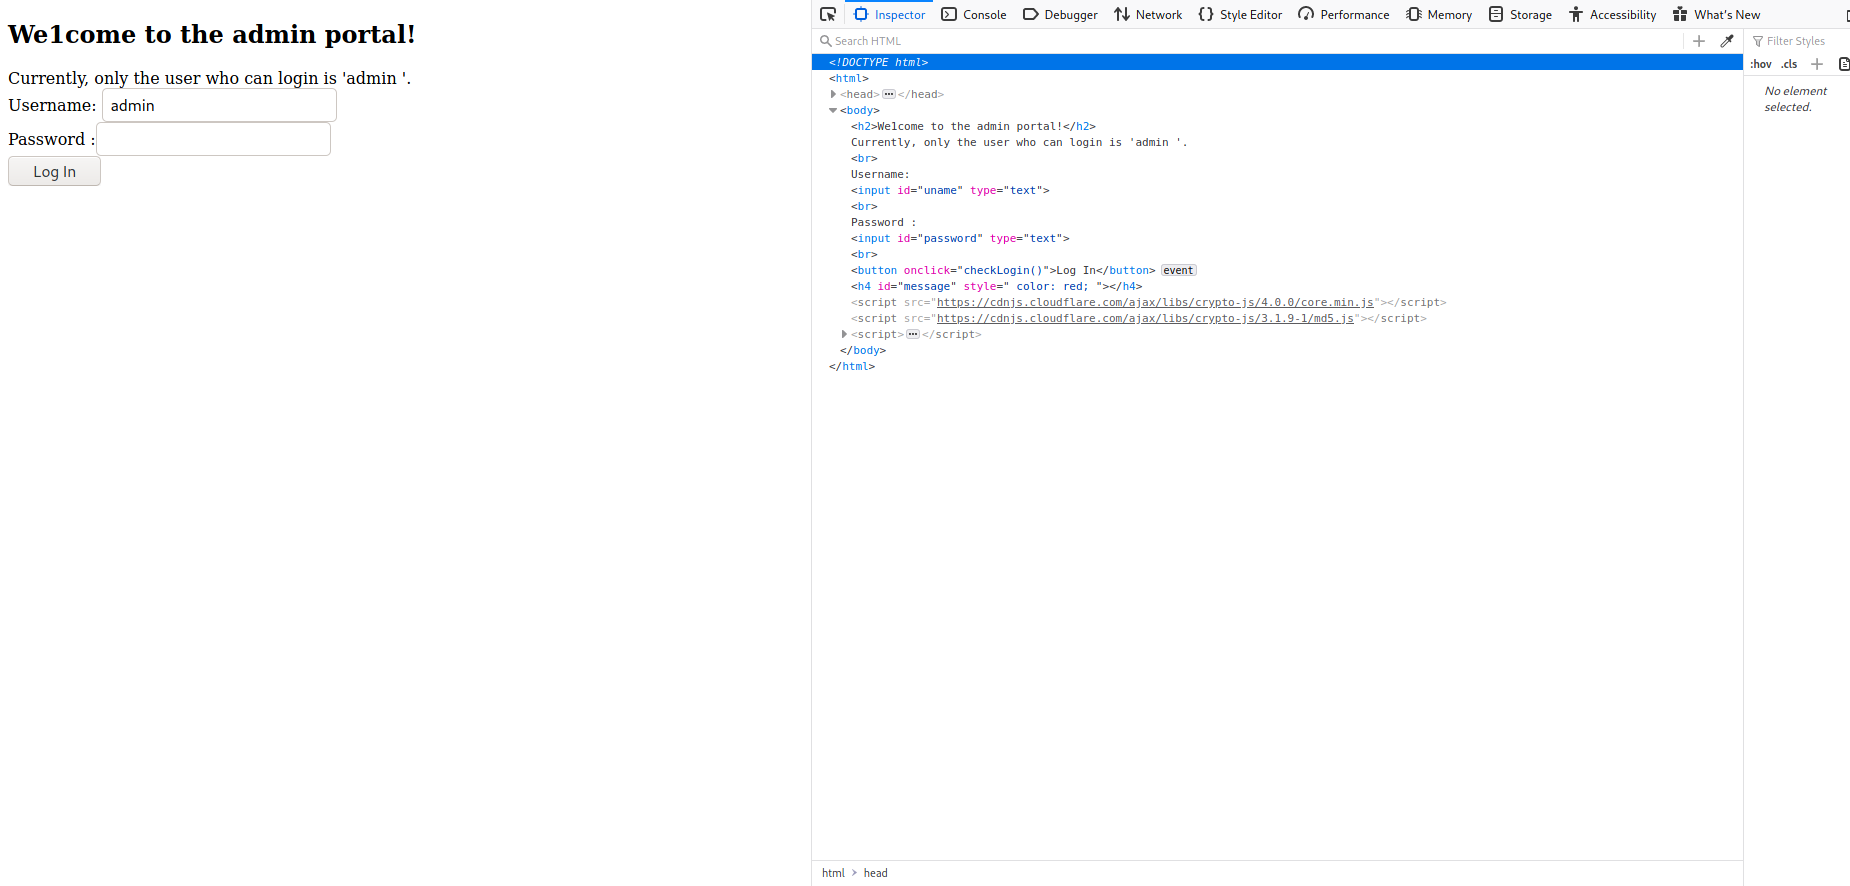 We1come to the admin portal!
Currently, only the user who can login is 'admin '.
Username: admin
Password :
Log In
Inspector Console Debugger Network Style Editor Performance Memory Storage Accessibility What's New
Search HTML
<!DOCTYPE html>
<html>
<head> ••• </head>
<body>
<h2>We1come to the admin portal!</h2>
Currently, only the user who can login is 'admin '.
<br>
Username:
<input id="uname" type="text">
<br>
Password :
<input id="password" type="text">
<br>
<button onclick="checkLogin()">Log In</button> event
<h4 id="message" style=" color: red; "></h4>
<script src="https://cdnjs.cloudflare.com/ajax/libs/crypto-js/4.0.0/core.min.js"></script>
<script src="https://cdnjs.cloudflare.com/ajax/libs/crypto-js/3.1.9-1/md5.js"></script>
<script> ••• </script>
</body>
</html>
html > head
Filter Styles
:hov .cls +
No element
selected.